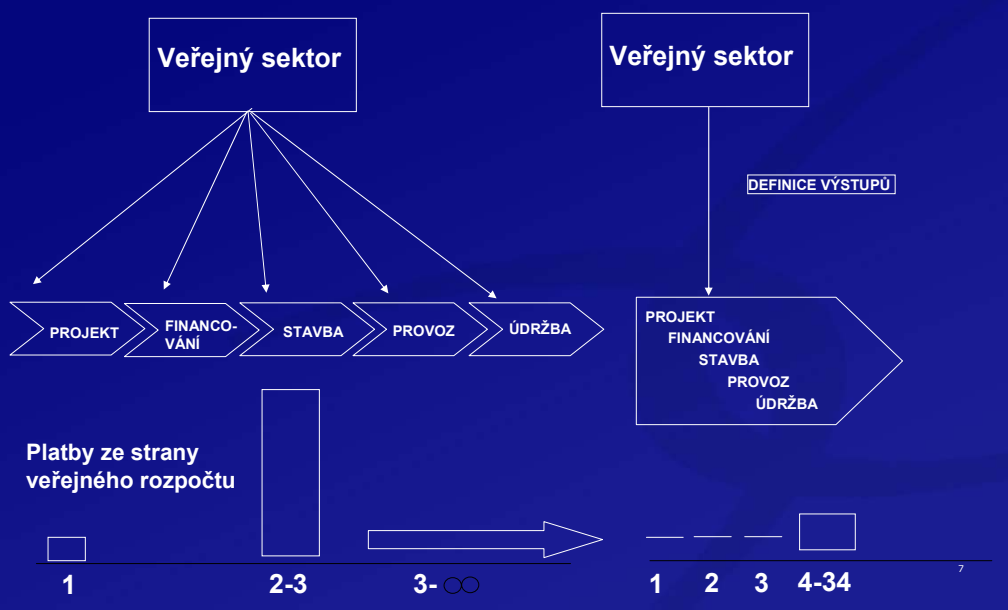 Veřejný sektor
Veřejný sektor
DEFINICE VÝSTUPŮ
PROJEKT
FINANCO-
VÁNÍ
STAVBA
PROVOZ
ÚDRŽBA
PROJEKT
FINANCOVÁNÍ
STAVBA
PROVOZ
ÚDRŽBA
Platby ze strany
veřejného rozpočtu
1
2-3
3- ∞
1
2
3
4-34
7